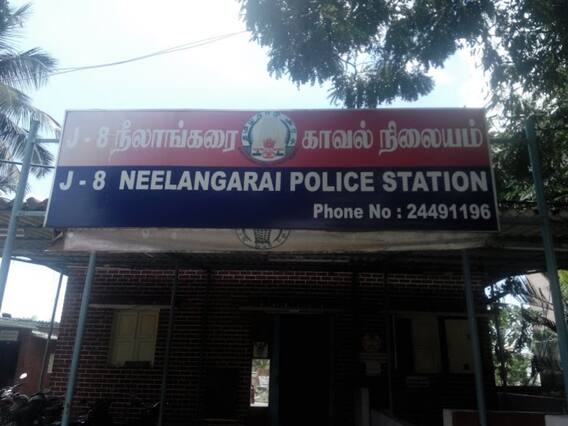 J - 8 நீலாங்கரை காவல் நிலையம்
J - 8 NEELANGARAI POLICE STATION
Phone No : 24491196